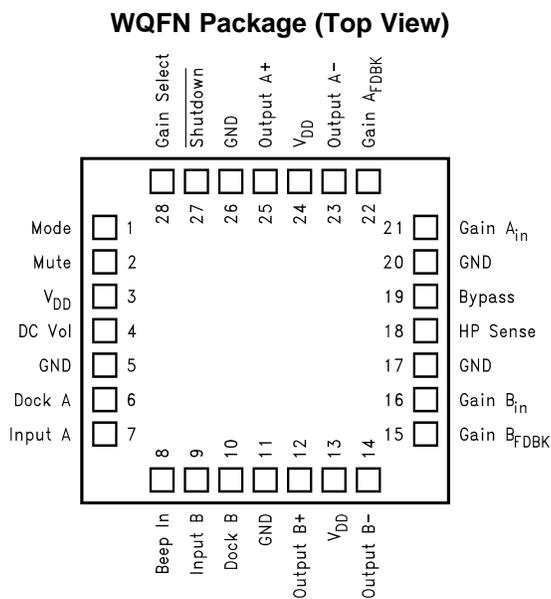 WQFN Package (Top View)
Gain Select
Shutdown
GND
Output A+
VDD
Output A-
Gain AFDBK
28
27
26
25
24
23
22
Mode 1
Mute 2
VDD 3
DC Vol 4
GND 5
Dock A 6
Input A 7
21 Gain Ain
20 GND
19 Bypass
18 HP Sense
17 GND
16 Gain Bin
15 Gain BFDBK
8
9
10
11
12
13
14
Beep In
Input B
Dock B
GND
Output B+
VDD
Output B-